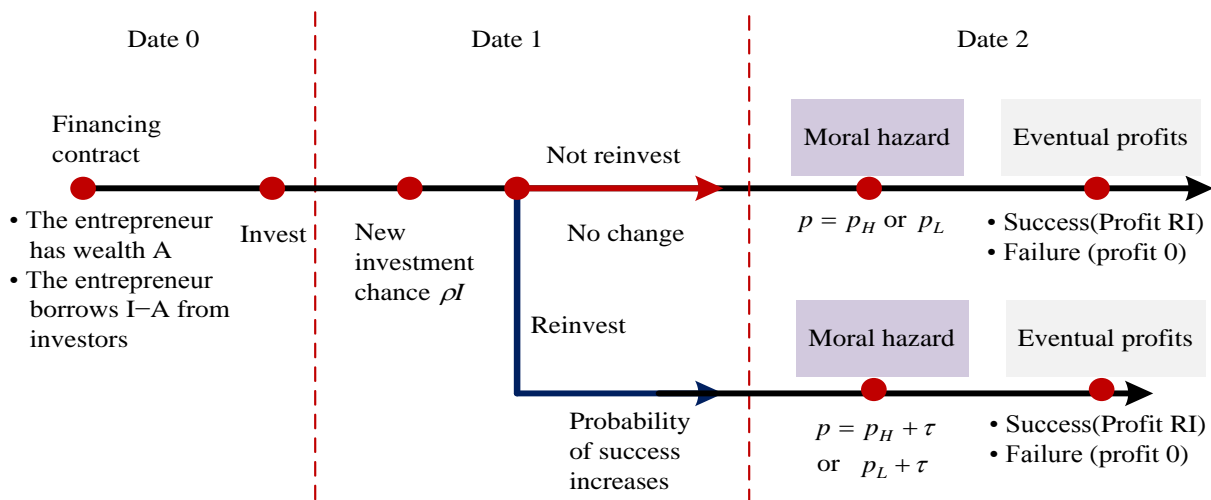 Date 0
Date 1
Date 2
Financing
contract
Not reinvest
Moral hazard
Eventual profits
• The entrepreneur
has wealth A
• The entrepreneur
borrows I−A from
investors
Invest
New
investment
chance ρI
No change
p = p_H or p_L
• Success(Profit RI)
• Failure (profit 0)
Reinvest
Moral hazard
Eventual profits
Probability
of success
increases
p = p_H + τ
or p_L + τ
• Success(Profit RI)
• Failure (profit 0)